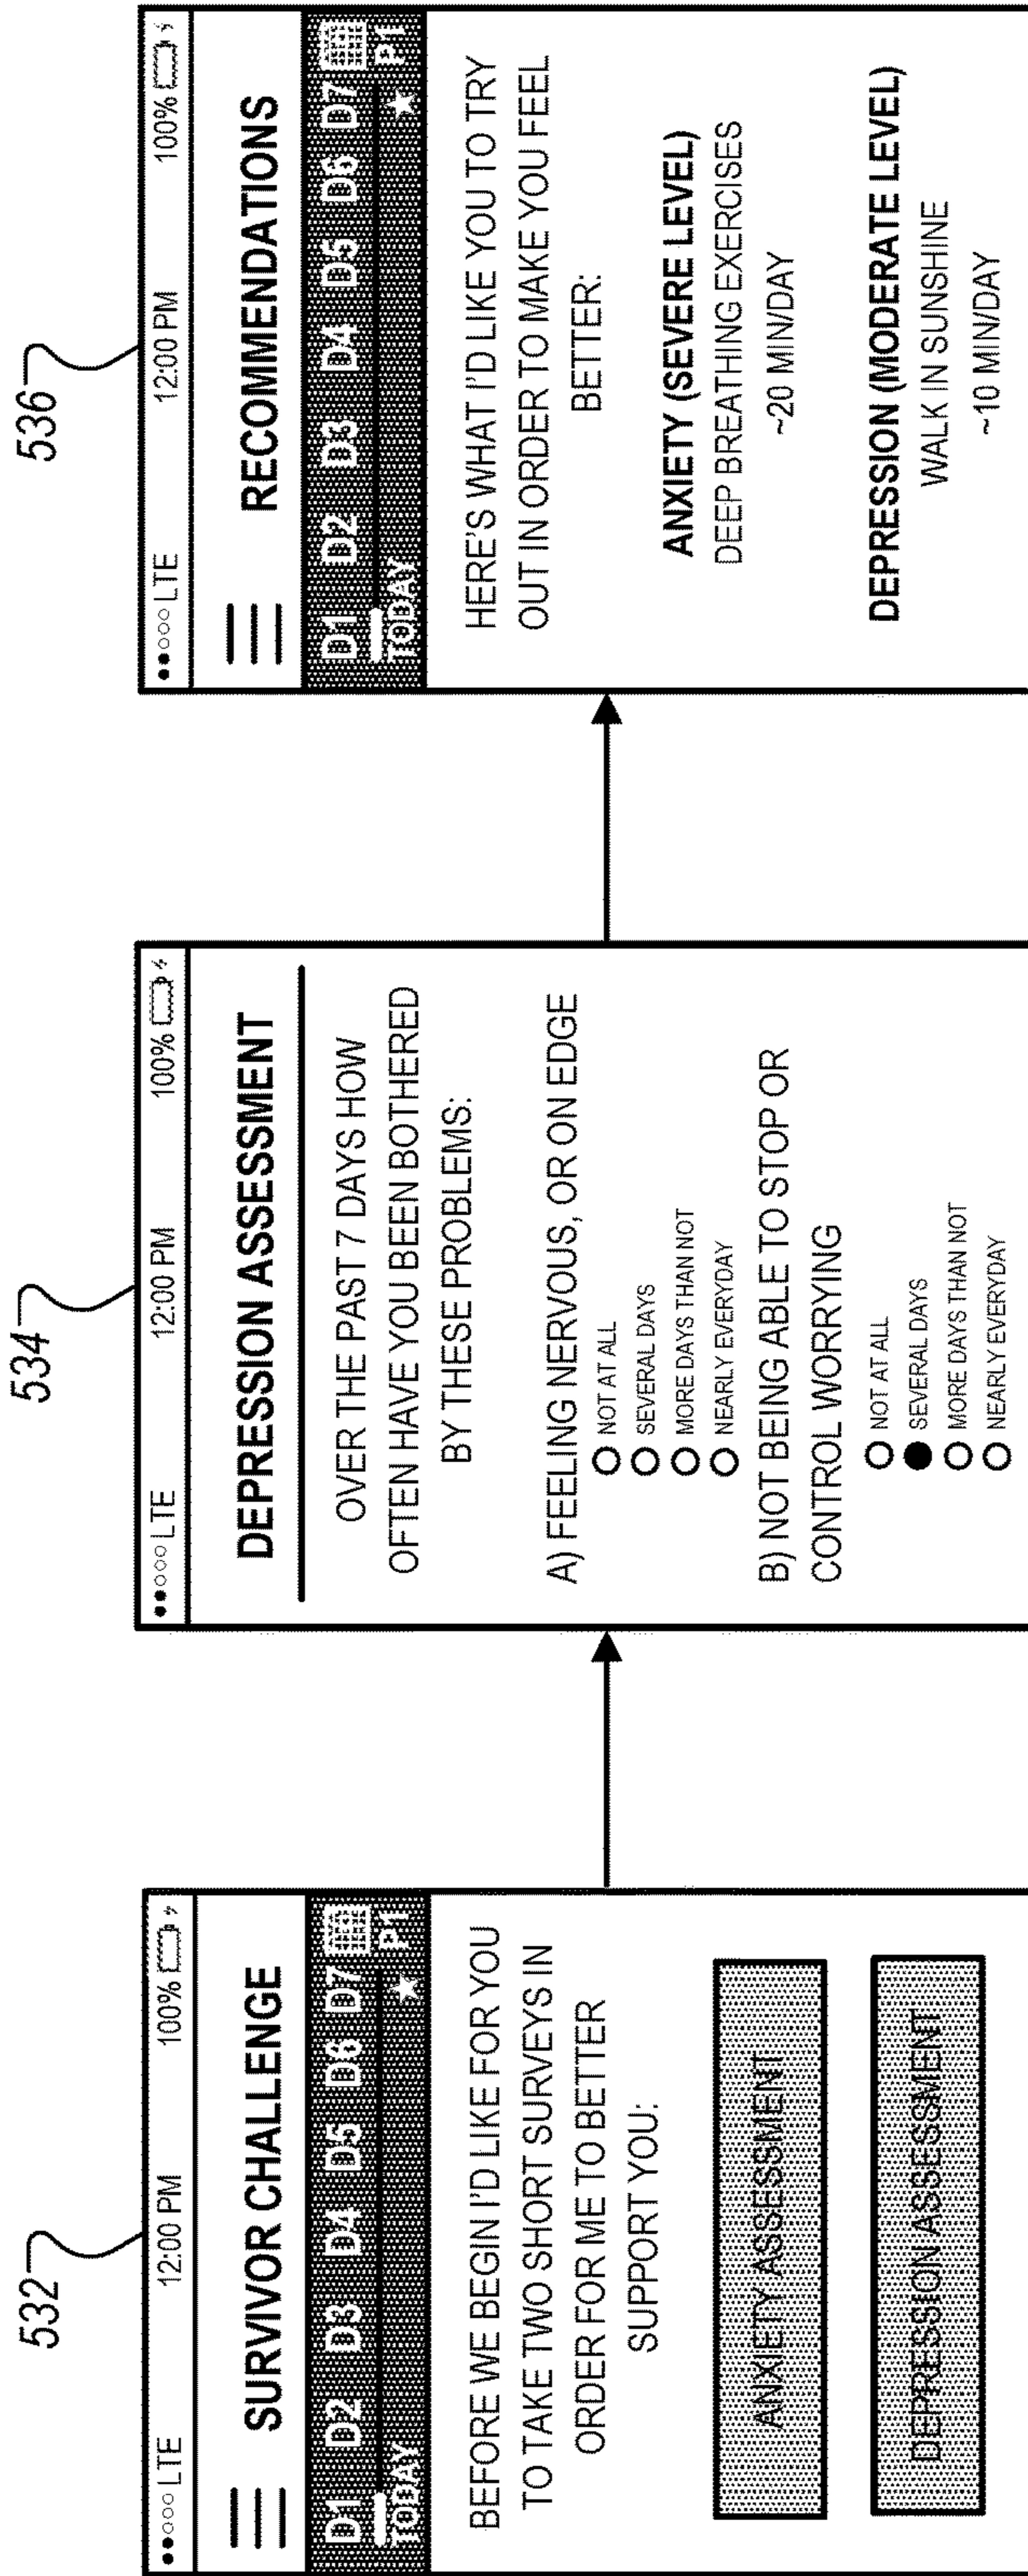 532
●●○○○ LTE 12:00 PM 100%
SURVIVOR CHALLENGE
D1 D2 D3 D4 D5 D6 D7
TODAY P1
BEFORE WE BEGIN I'D LIKE FOR YOU
TO TAKE TWO SHORT SURVEYS IN
ORDER FOR ME TO BETTER
SUPPORT YOU:
ANXIETY ASSESSMENT
DEPRESSION ASSESSMENT
534
●●○○○ LTE 12:00 PM 100%
DEPRESSION ASSESSMENT
OVER THE PAST 7 DAYS HOW
OFTEN HAVE YOU BEEN BOTHERED
BY THESE PROBLEMS:
A) FEELING NERVOUS, OR ON EDGE
NOT AT ALL
SEVERAL DAYS
MORE DAYS THAN NOT
NEARLY EVERYDAY
B) NOT BEING ABLE TO STOP OR
CONTROL WORRYING
NOT AT ALL
SEVERAL DAYS
MORE DAYS THAN NOT
NEARLY EVERYDAY
536
●●○○○ LTE 12:00 PM 100%
RECOMMENDATIONS
D1 D2 D3 D4 D5 D6 D7
TODAY P1
HERE'S WHAT I'D LIKE YOU TO TRY
OUT IN ORDER TO MAKE YOU FEEL
BETTER:
ANXIETY (SEVERE LEVEL)
DEEP BREATHING EXERCISES
~20 MIN/DAY
DEPRESSION (MODERATE LEVEL)
WALK IN SUNSHINE
~10 MIN/DAY